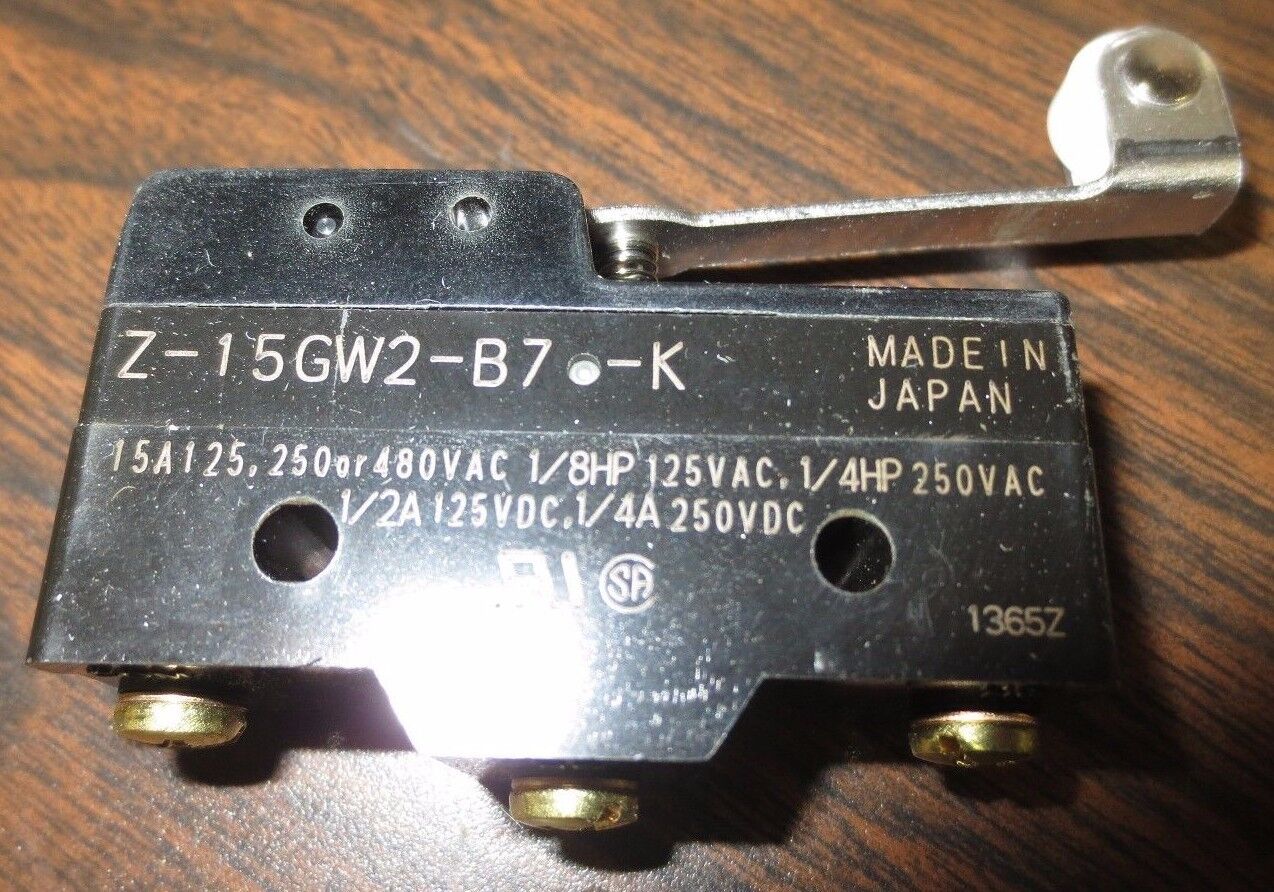 Z-15GW2-B7 -K
MADE IN
JAPAN
15A125, 250or480VAC 1/8HP 125VAC, 1/4HP 250VAC
1/2A 125VDC, 1/4A 250VDC
SA
1365Z